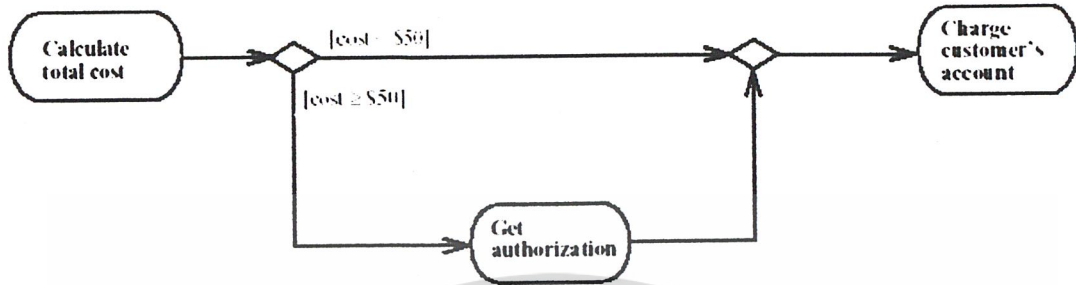 Calculate
total cost
[cost $50]
[cost ≥ $50]
Get
authorization
Charge
customer's
account